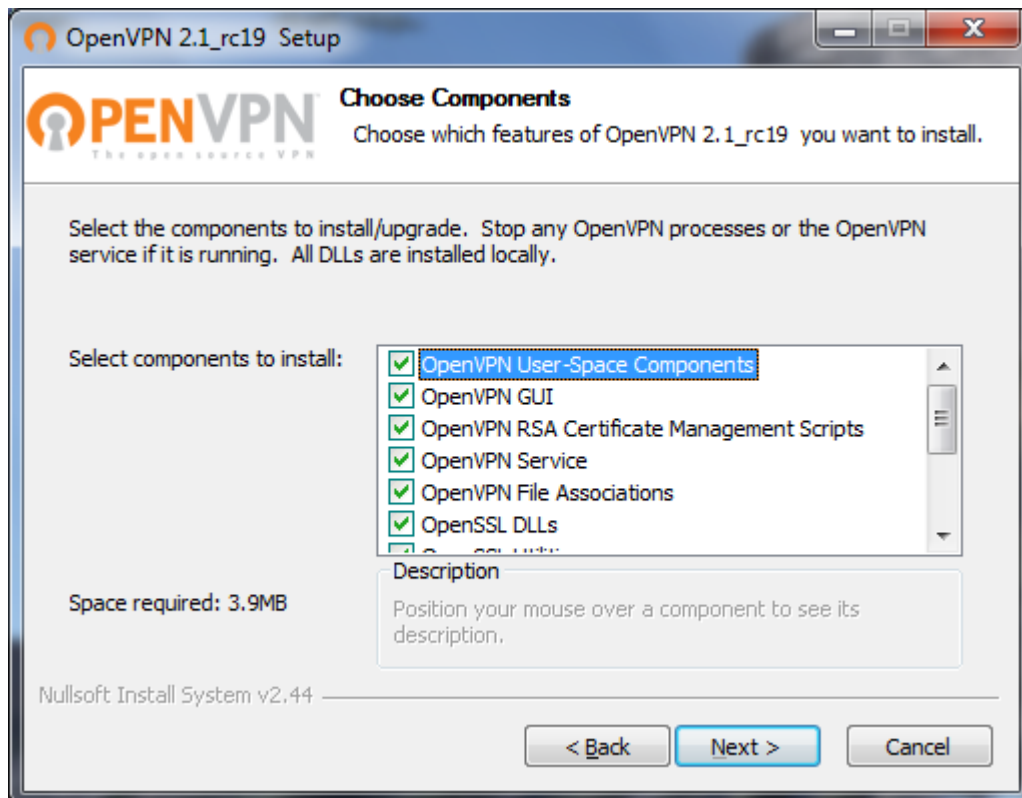 OpenVPN 2.1_rc19 Setup
OPENVPN
The open source VPN
Choose Components
Choose which features of OpenVPN 2.1_rc19 you want to install.
Select the components to install/upgrade. Stop any OpenVPN processes or the OpenVPN
service if it is running. All DLLs are installed locally.
Select components to install:
OpenVPN User-Space Components
OpenVPN GUI
OpenVPN RSA Certificate Management Scripts
OpenVPN Service
OpenVPN File Associations
OpenSSL DLLs
Space required: 3.9MB
Description
Position your mouse over a component to see its
description.
Nullsoft Install System v2.44
< Back
Next >
Cancel